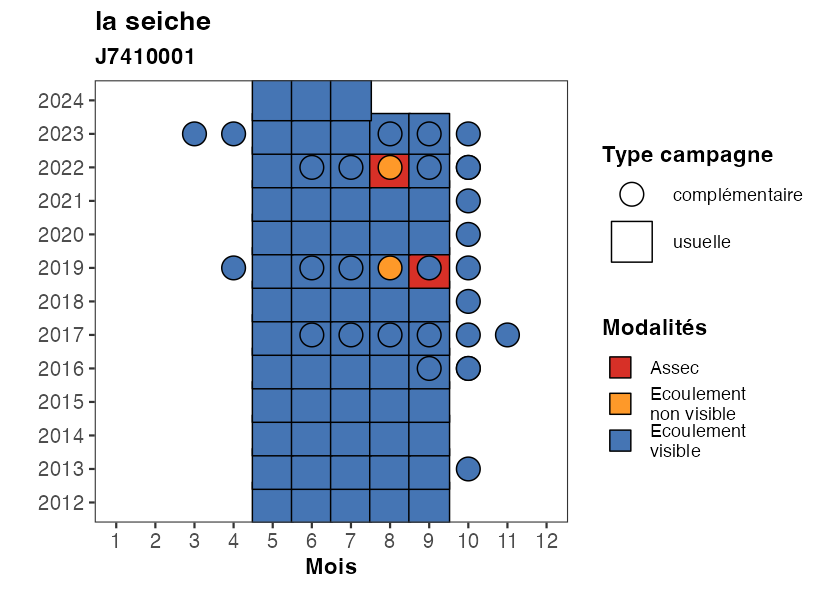 la seiche
J7410001
2024
2023
2022
2021
2020
2019
2018
2017
2016
2015
2014
2013
2012
1 2 3 4 5 6 7 8 9 10 11 12
Mois
Type campagne
complémentaire
usuelle
Modalités
Assec
Ecoulement
non visible
Ecoulement
visible